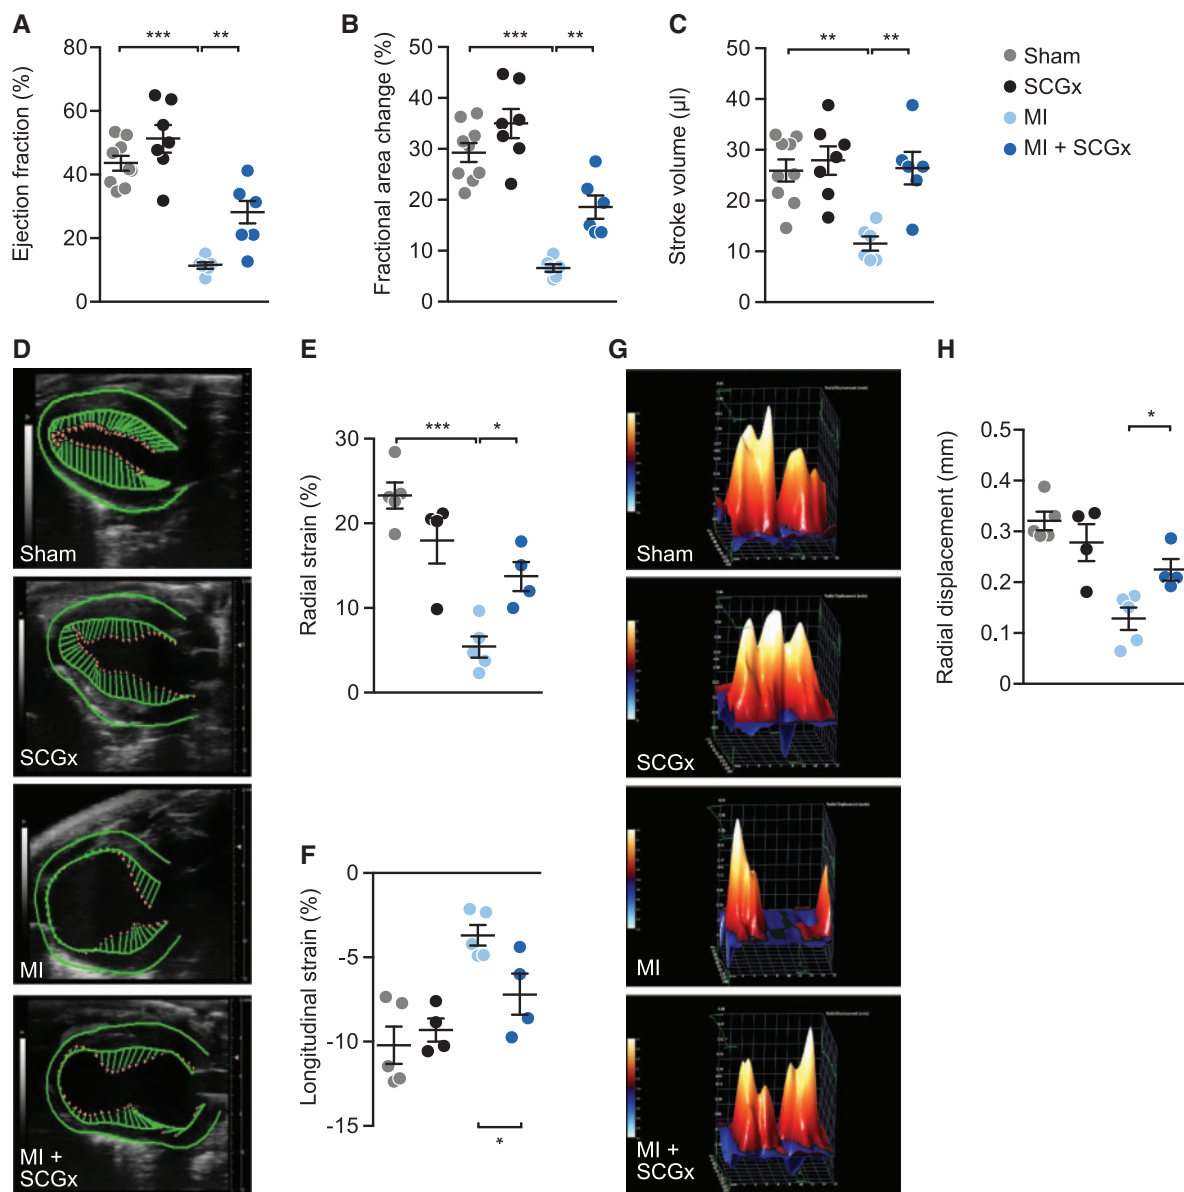 A
Ejection fraction (%)
80
60
40
20
0
***
**
B
Fractional area change (%)
50
40
30
20
10
0
***
**
C
Stroke volume (µl)
50
40
30
20
10
0
**
**
Sham
SCGx
MI
MI + SCGx
D
Sham
SCGx
MI
MI +
SCGx
E
Radial strain (%)
30
20
10
0
***
*
F
Longitudinal strain (%)
0
-5
-10
-15
*
G
Sham
SCGx
MI
MI +
SCGx
H
Radial displacement (mm)
0.5
0.4
0.3
0.2
0.1
0
*